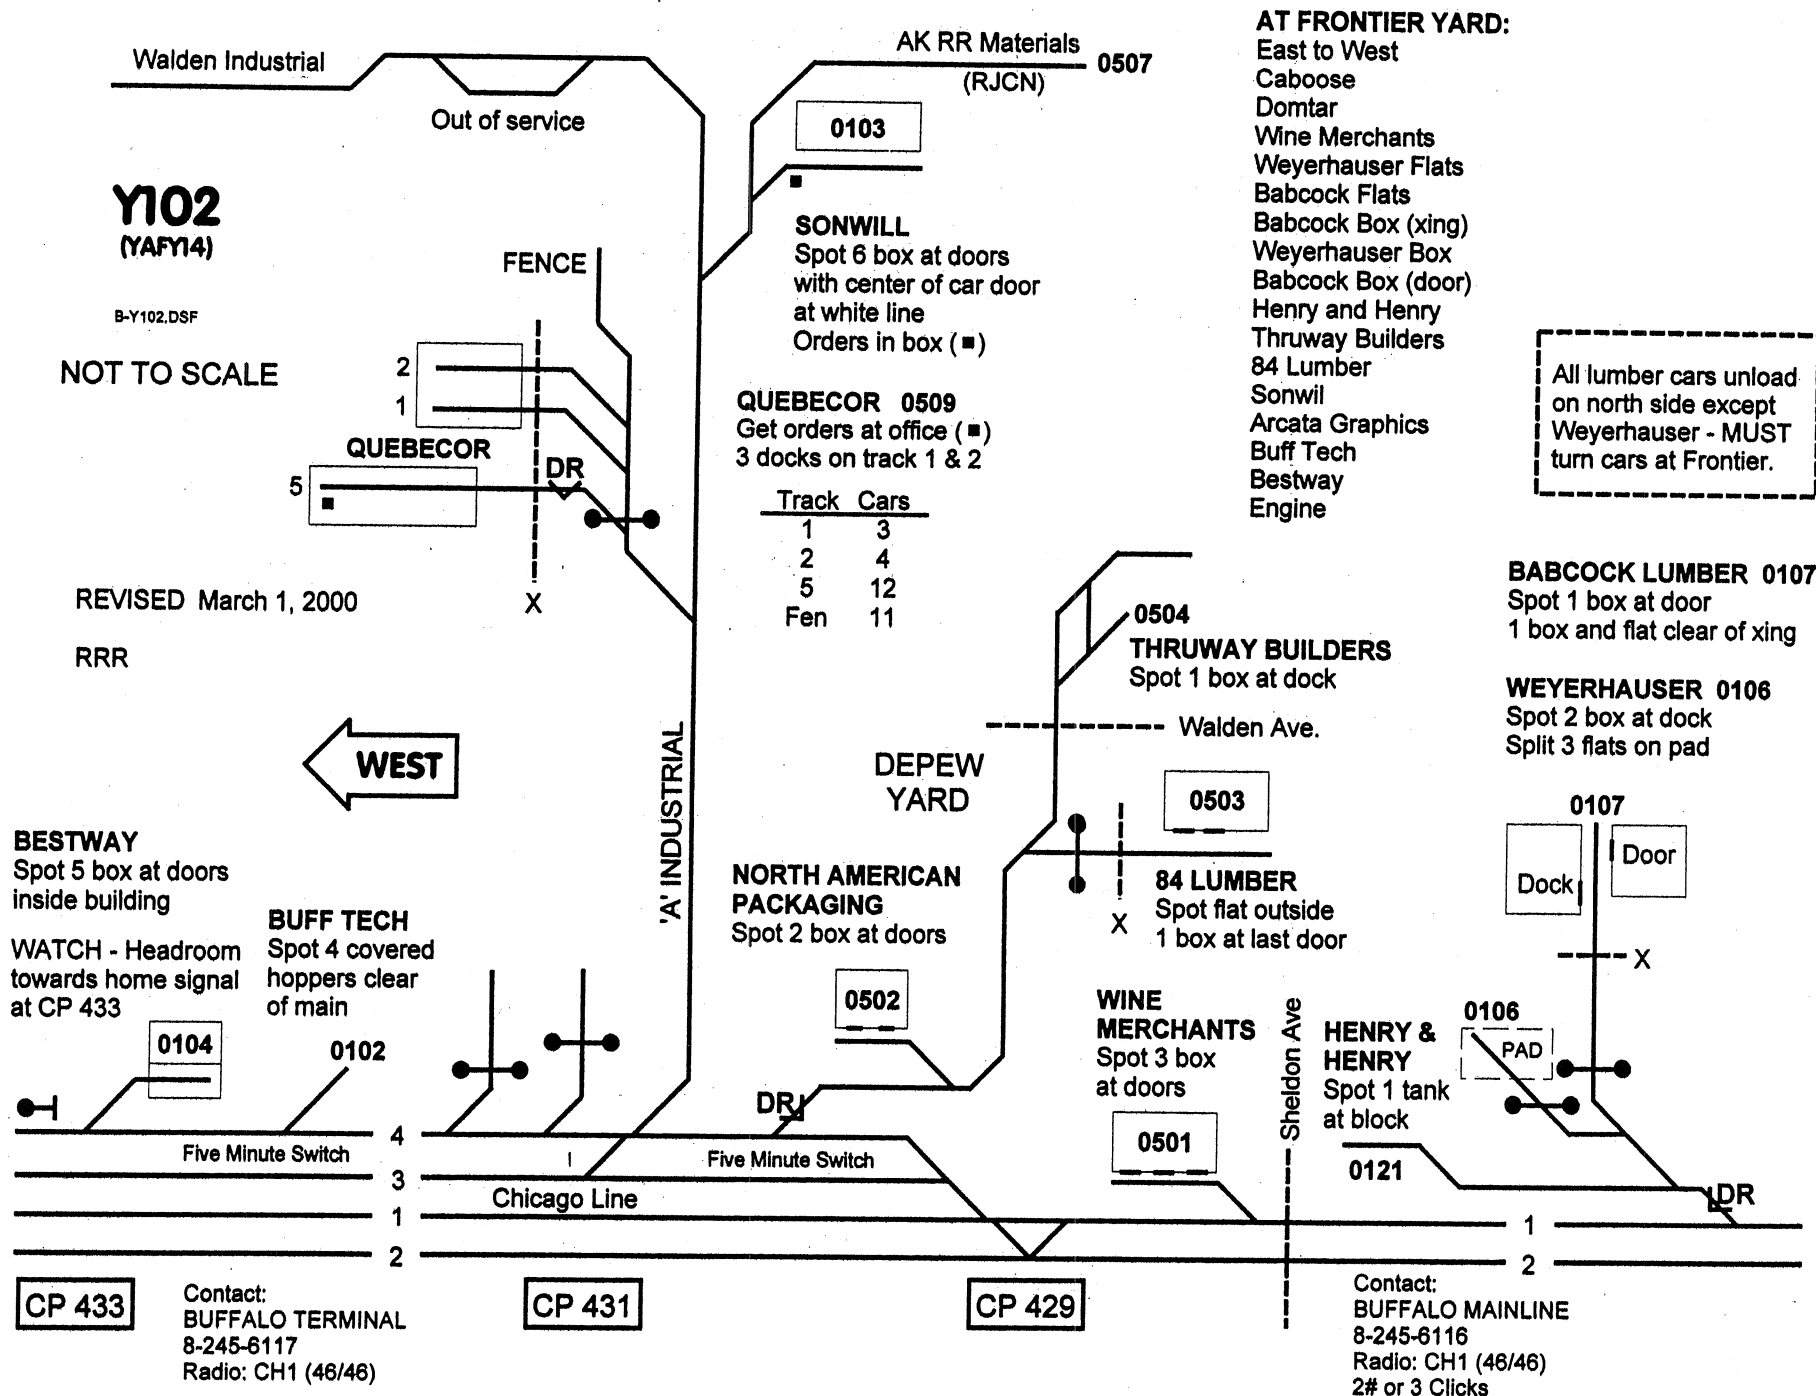 Walden Industrial
Out of service
AK RR Materials
0507
(RJCN)
0103
Y102
(YAFY14)
B-Y102.DSF
NOT TO SCALE
FENCE
2
1
QUEBECOR
DR
5
X
REVISED March 1, 2000
RRR
SONWILL
Spot 6 box at doors
with center of car door
at white line
Orders in box (■)
QUEBECOR 0509
Get orders at office (■)
3 docks on track 1 & 2
Track Cars
1 3
2 4
5 12
Fen 11
AT FRONTIER YARD:
East to West
Caboose
Domtar
Wine Merchants
Weyerhauser Flats
Babcock Flats
Babcock Box (xing)
Weyerhauser Box
Babcock Box (door)
Henry and Henry
Thruway Builders
84 Lumber
Sonwil
Arcata Graphics
Buff Tech
Bestway
Engine
All lumber cars unload
on north side except
Weyerhauser - MUST
turn cars at Frontier.
BABCOCK LUMBER 0107
Spot 1 box at door
1 box and flat clear of xing
WEYERHAUSER 0106
Spot 2 box at dock
Split 3 flats on pad
0504
THRUWAY BUILDERS
Spot 1 box at dock
Walden Ave.
DEPEW
YARD
0503
84 LUMBER
Spot flat outside
1 box at last door
X
WEST
'A' INDUSTRIAL
BESTWAY
Spot 5 box at doors
inside building
WATCH - Headroom
towards home signal
at CP 433
0104
BUFF TECH
Spot 4 covered
hoppers clear
of main
0102
NORTH AMERICAN
PACKAGING
Spot 2 box at doors
0502
DR
WINE
MERCHANTS
Spot 3 box
at doors
0501
Sheldon Ave
HENRY &
HENRY
Spot 1 tank
at block
0121
0106
PAD
0107
Dock
Door
X
DR
4
Five Minute Switch
Five Minute Switch
3
Chicago Line
1
1
2
2
CP 433
Contact:
BUFFALO TERMINAL
8-245-6117
Radio: CH1 (46/46)
CP 431
CP 429
Contact:
BUFFALO MAINLINE
8-245-6116
Radio: CH1 (46/46)
2# or 3 Clicks